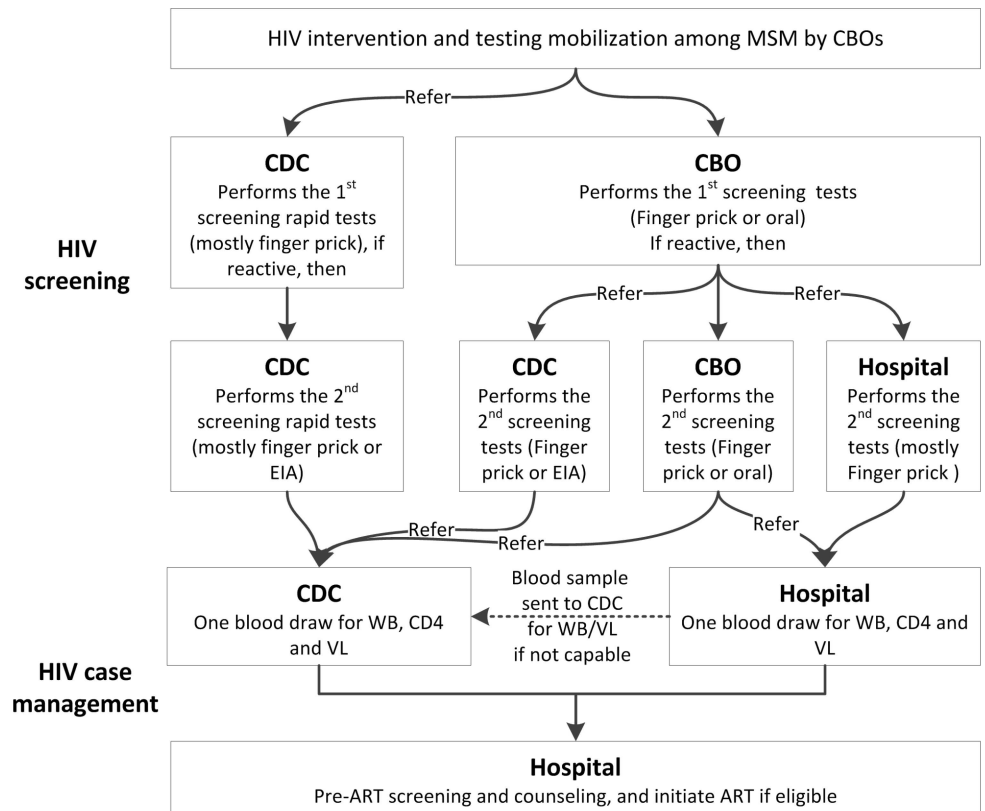 HIV intervention and testing mobilization among MSM by CBOs
Refer
CDC
Performs the 1st
screening rapid tests
(mostly finger prick), if
reactive, then
CBO
Performs the 1st screening tests
(Finger prick or oral)
If reactive, then
HIV
screening
Refer
Refer
CDC
Performs the 2nd
screening rapid tests
(mostly finger prick or
EIA)
CDC
Performs the
2nd screening
tests (Finger
prick or EIA)
CBO
Performs the
2nd screening
tests (Finger
prick or oral)
Hospital
Performs the
2nd screening
tests (mostly
Finger prick )
Refer
Refer
Refer
CDC
One blood draw for WB, CD4
and VL
Blood sample
sent to CDC
for WB/VL
if not capable
Hospital
One blood draw for WB, CD4 and
VL
HIV case
management
Hospital
Pre-ART screening and counseling, and initiate ART if eligible